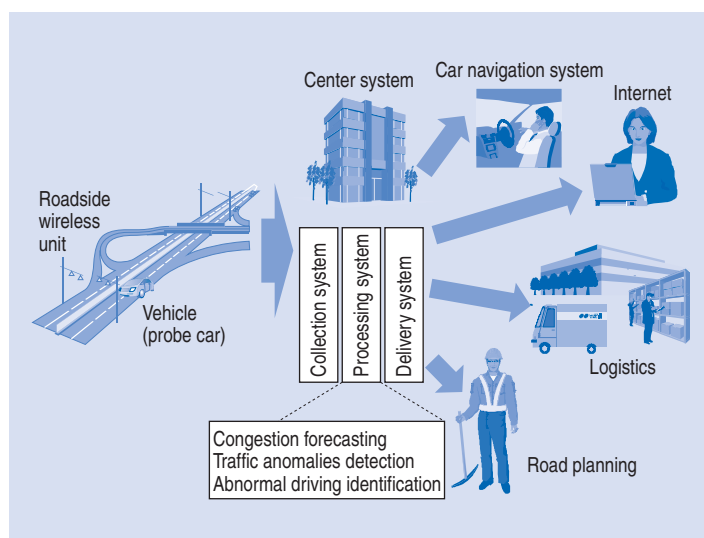 Center system
Car navigation system
Internet
Roadside
wireless
unit
Vehicle
(probe car)
Collection system
Processing system
Delivery system
Logistics
Congestion forecasting
Traffic anomalies detection
Abnormal driving identification
Road planning